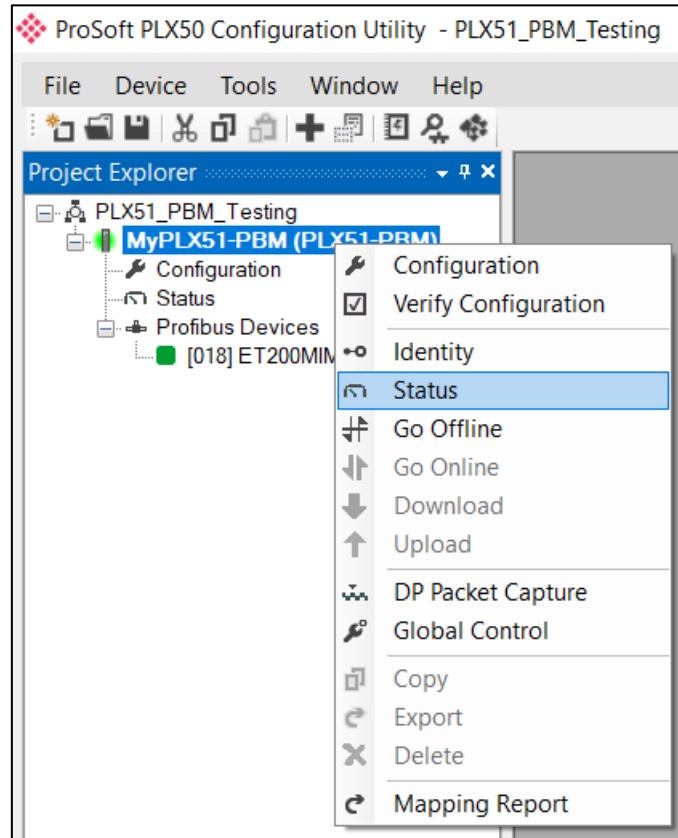 ProSoft PLX50 Configuration Utility - PLX51_PBM_Testing
File Device Tools Window Help
Project Explorer
PLX51_PBM_Testing
MyPLX51-PBM (PLX51-PBM)
Configuration
Status
Profibus Devices
[018] ET200MIM
Configuration
Verify Configuration
Identity
Status
Go Offline
Go Online
Download
Upload
DP Packet Capture
Global Control
Copy
Export
Delete
Mapping Report